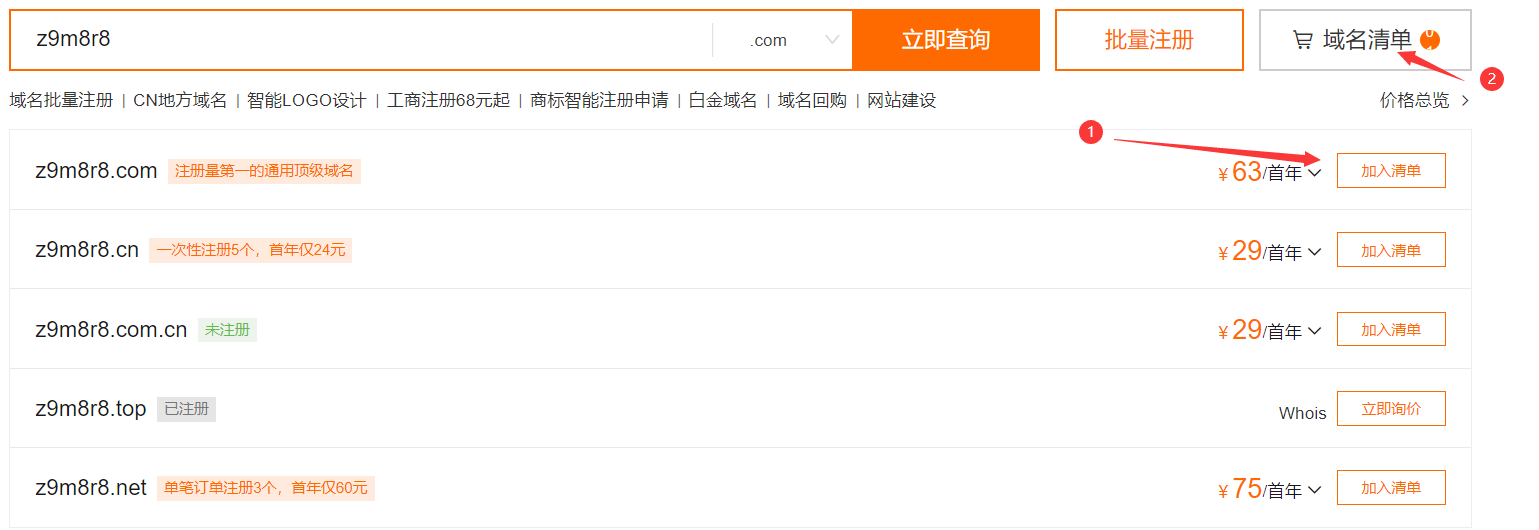 z9m8r8 .com 立即查询 批量注册 域名清单
2
域名批量注册 | CN地方域名 | 智能LOGO设计 | 工商注册68元起 | 商标智能注册申请 | 白金域名 | 域名回购 | 网站建设 价格总览
1
z9m8r8.com 注册量第一的通用顶级域名 ¥ 63/首年 加入清单
z9m8r8.cn 一次性注册5个，首年仅24元 ¥ 29/首年 加入清单
z9m8r8.com.cn 未注册 ¥ 29/首年 加入清单
z9m8r8.top 已注册 Whois 立即询价
z9m8r8.net 单笔订单注册3个，首年仅60元 ¥ 75/首年 加入清单